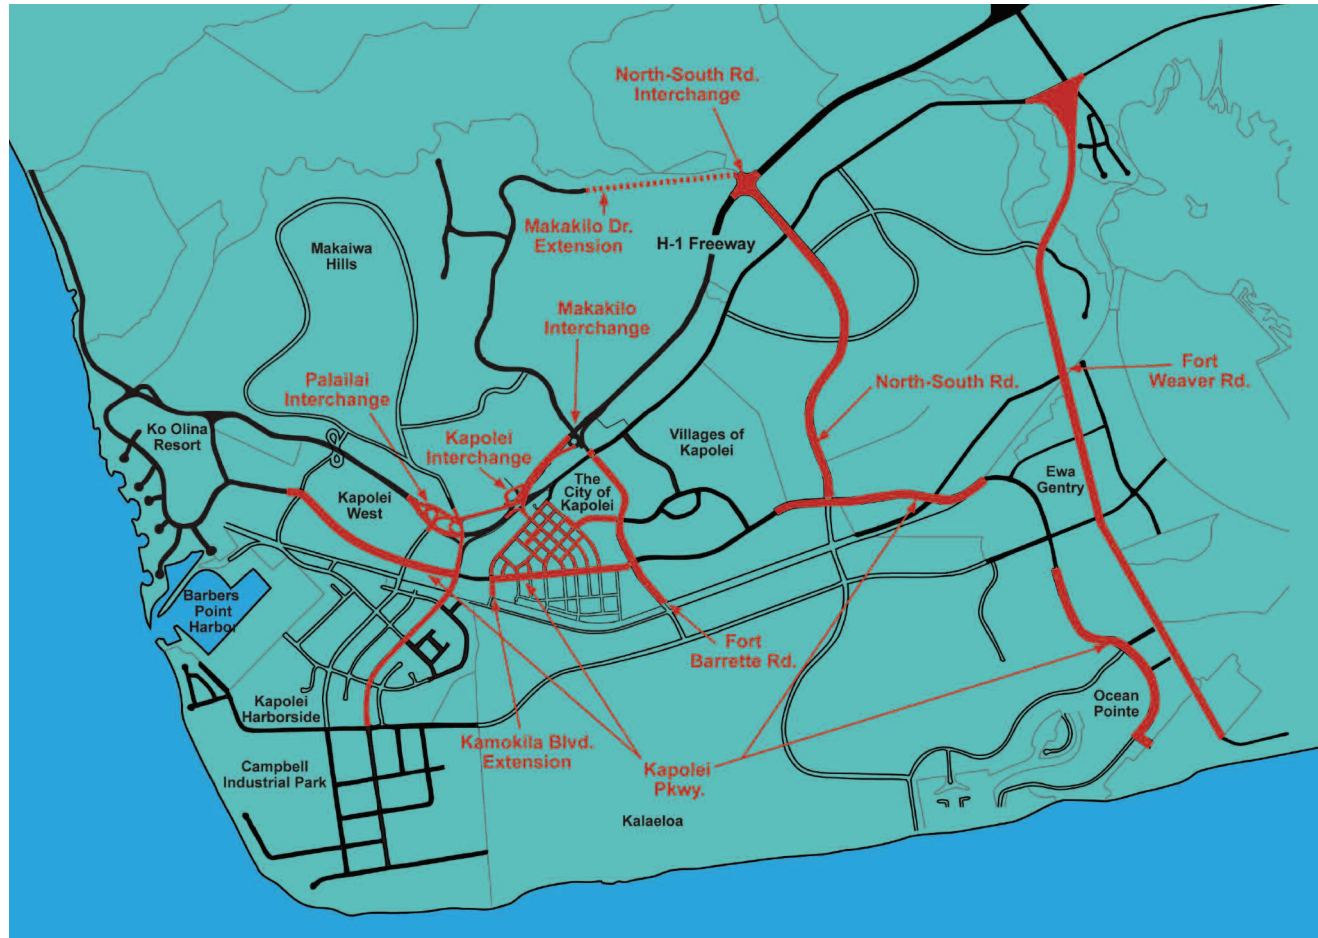 North-South Rd.
Interchange
Makakilo Dr.
Extension
H-1 Freeway
Makaiwa
Hills
Makakilo
Interchange
Fort
Weaver Rd.
Palailai
Interchange
North-South Rd.
Ko Olina
Resort
Kapolei
Interchange
Villages of
Kapolei
The
City of
Kapolei
Ewa
Gentry
Kapolei
West
Barbers
Point
Harbor
Fort
Barrette Rd.
Kapolei
Harborside
Ocean
Pointe
Kamokila Blvd.
Extension
Campbell
Industrial Park
Kapolei
Pkwy.
Kalaeloa